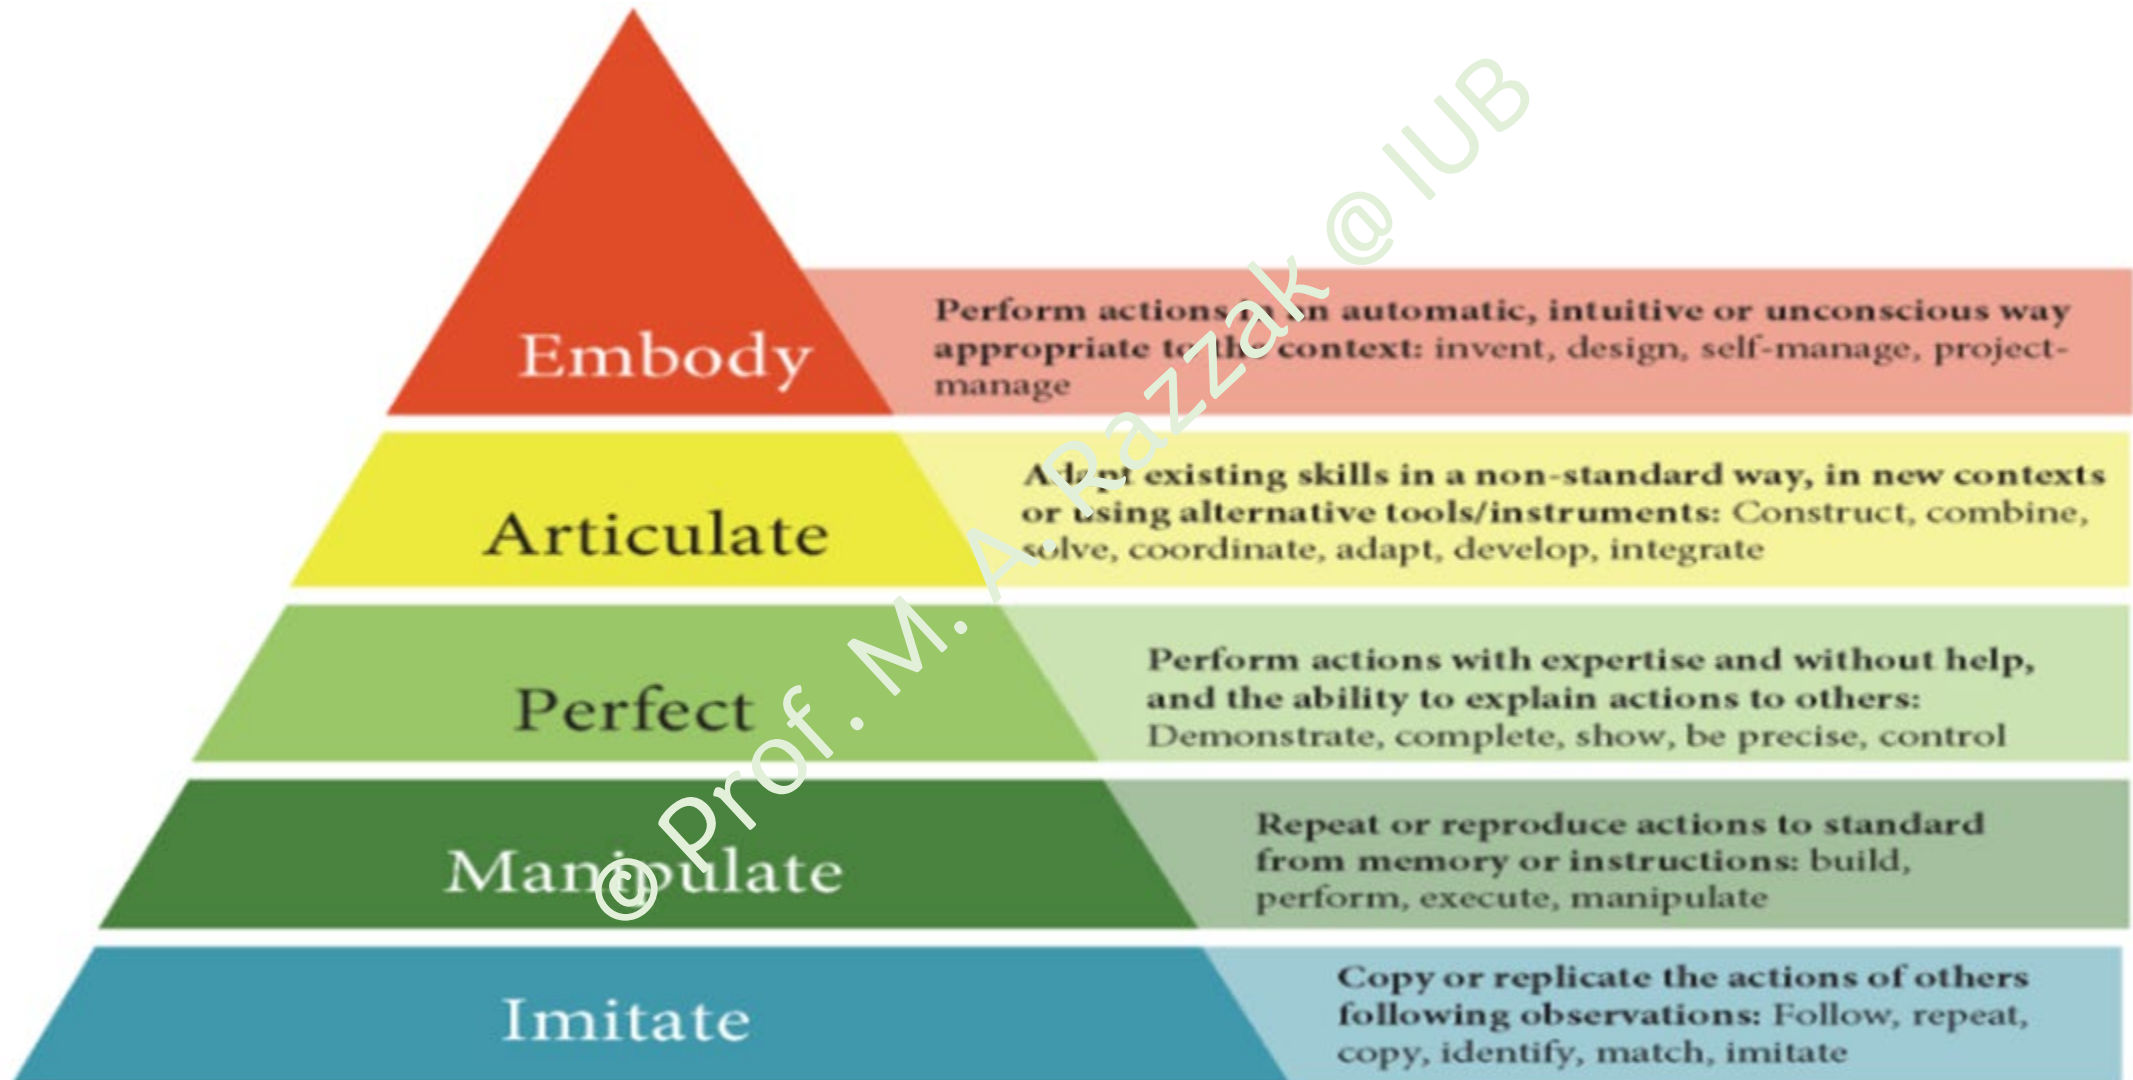 Embody
Perform actions in an automatic, intuitive or unconscious way
appropriate to the context: invent, design, self-manage, project-
manage
Articulate
Adapt existing skills in a non-standard way, in new contexts
or using alternative tools/instruments: Construct, combine,
solve, coordinate, adapt, develop, integrate
Perfect
Perform actions with expertise and without help,
and the ability to explain actions to others:
Demonstrate, complete, show, be precise, control
Manipulate
Repeat or reproduce actions to standard
from memory or instructions: build,
perform, execute, manipulate
Imitate
Copy or replicate the actions of others
following observations: Follow, repeat,
copy, identify, match, imitate
© Prof. M. A. Razzak @ IUB